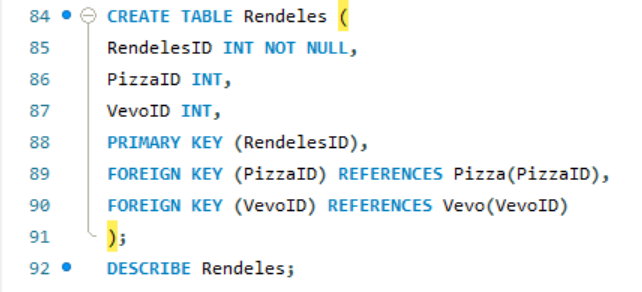 84 CREATE TABLE Rendeles (
85 RendelesID INT NOT NULL,
86 PizzaID INT,
87 VevoID INT,
88 PRIMARY KEY (RendelesID),
89 FOREIGN KEY (PizzaID) REFERENCES Pizza(PizzaID),
90 FOREIGN KEY (VevoID) REFERENCES Vevo(VevoID)
91 );
92 DESCRIBE Rendeles;